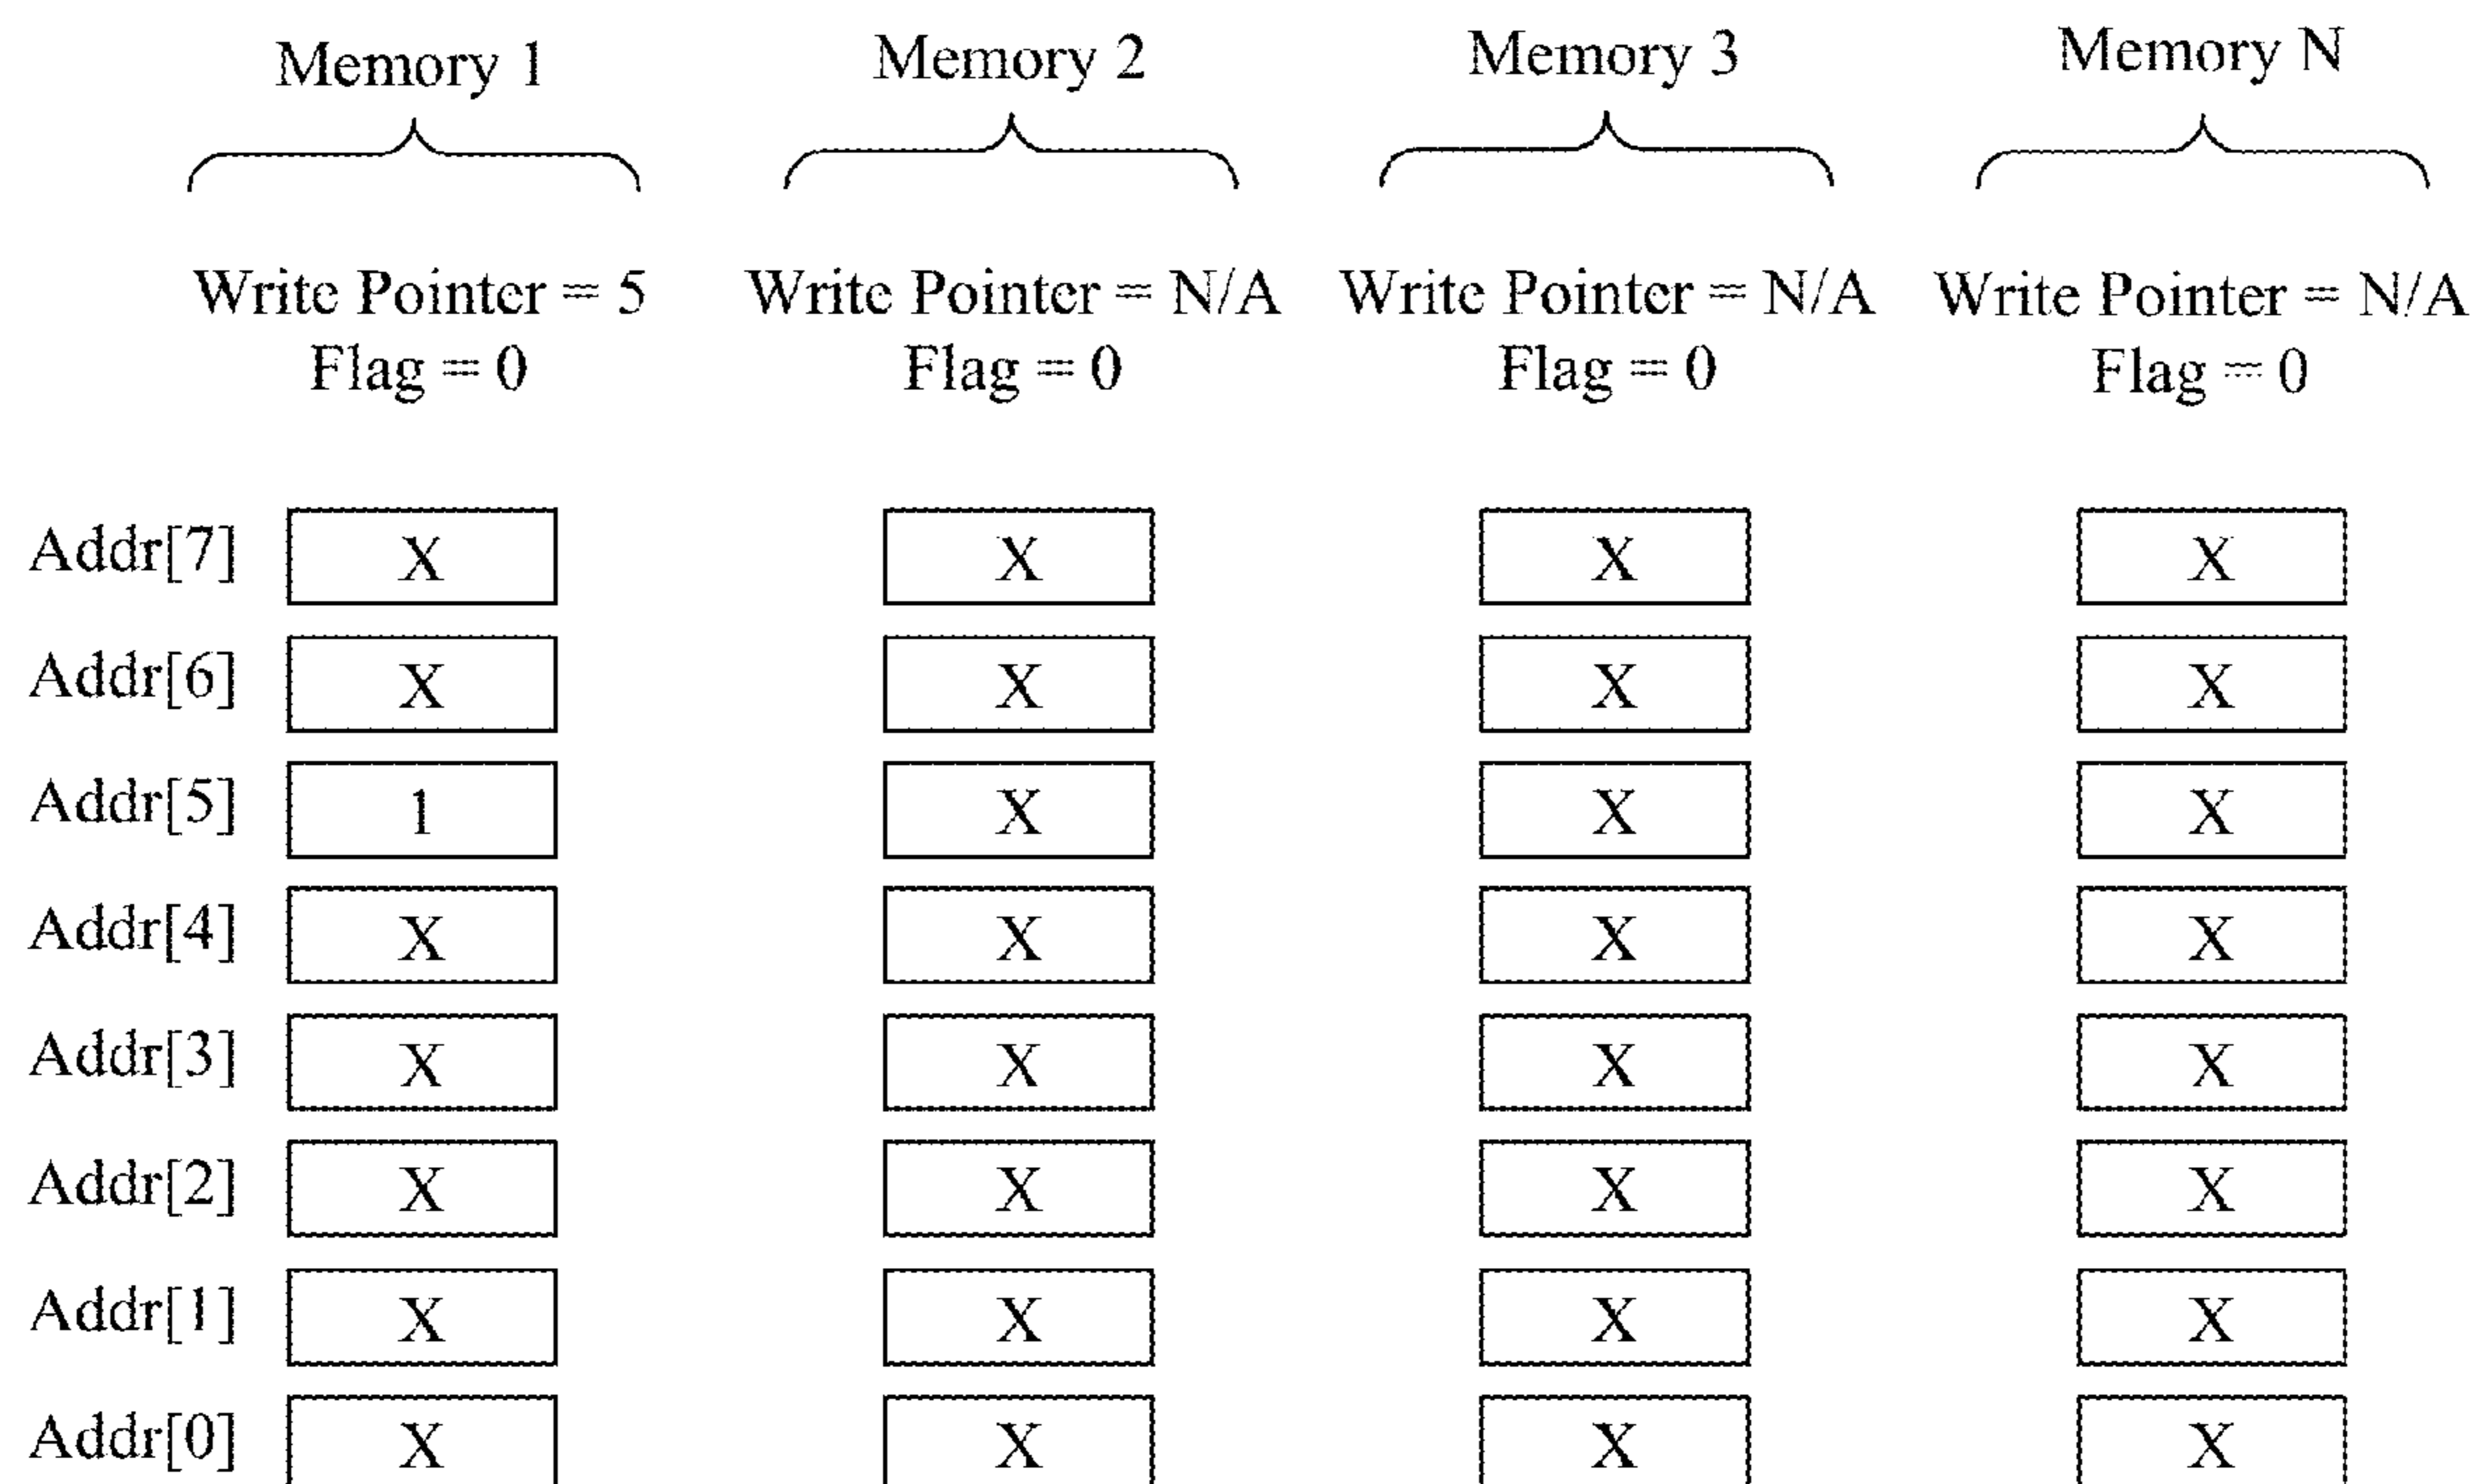 Memory 1 Memory 2 Memory 3 Memory N
Write Pointer = 5 Write Pointer = N/A Write Pointer = N/A Write Pointer = N/A
Flag = 0 Flag = 0 Flag = 0 Flag = 0
Addr[7] X X X X
Addr[6] X X X X
Addr[5] 1 X X X
Addr[4] X X X X
Addr[3] X X X X
Addr[2] X X X X
Addr[1] X X X X
Addr[0] X X X X